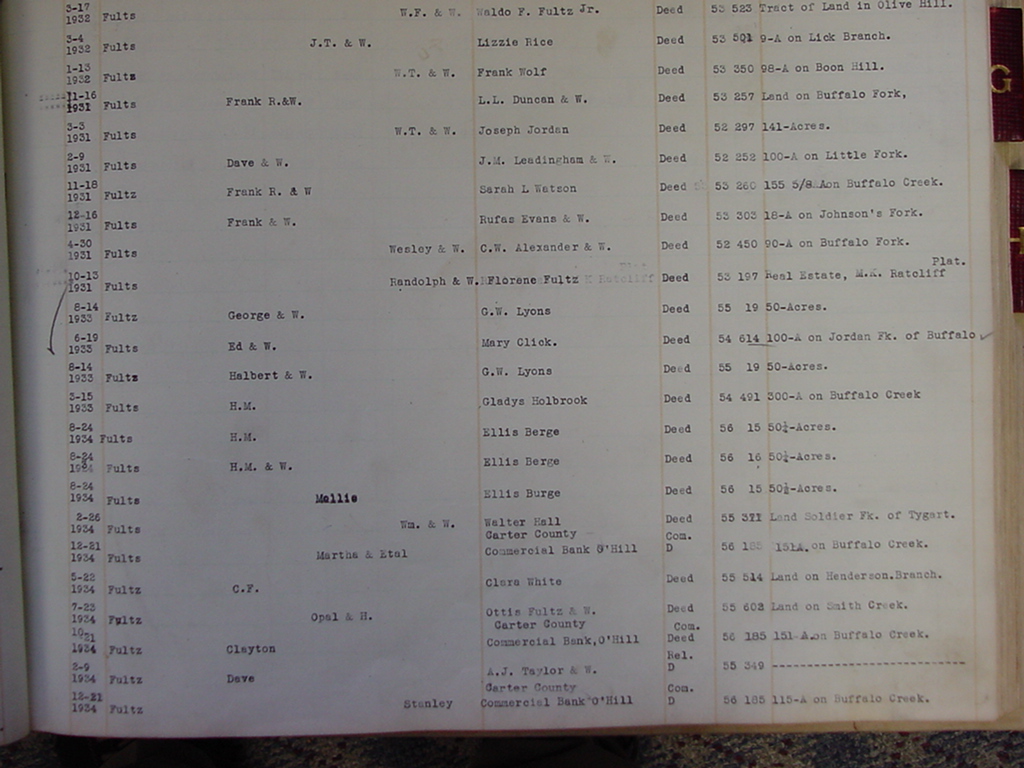 3-17
1932 Fults W.F. & W. Waldo F. Fultz Jr. Deed 53 523 Tract of Land in Olive Hill.
3-4
1932 Fults J.T. & W. Lizzie Rice Deed 53 501 9-A on Lick Branch.
1-13
1932 Fults W.T. & W. Frank Wolf Deed 53 350 98-A on Boon Hill.
11-16
1931 Fults Frank R.&W. L.L. Duncan & W. Deed 53 257 Land on Buffalo Fork,
3-3
1931 Fults W.T. & W. Joseph Jordan Deed 52 297 141-Acres.
2-9
1931 Fults Dave & W. J.M. Leadingham & W. Deed 52 252 100-A on Little Fork.
11-18
1931 Fultz Frank R. & W Sarah L Watson Deed 53 260 155 5/8 A on Buffalo Creek.
12-16
1931 Fults Frank & W. Rufas Evans & W. Deed 53 303 18-A on Johnson's Fork.
4-30
1931 Fults Wesley & W. C.W. Alexander & W. Deed 52 450 90-A on Buffalo Fork.
10-13 Plat.
1931 Fults Randolph & W. Florene Fultz Deed 53 197 Real Estate, M.K. Ratcliff
8-14
1933 Fultz George & W. G.W. Lyons Deed 55 19 50-Acres.
6-19
1933 Fults Ed & W. Mary Click. Deed 54 614 100-A on Jordan Fk. of Buffalo
8-14
1933 Fultz Halbert & W. G.W. Lyons Deed 55 19 50-Acres.
3-15
1933 Fults H.M. Gladys Holbrook Deed 54 491 300-A on Buffalo Creek
8-24
1934 Fults H.M. Ellis Berge Deed 56 15 50½-Acres.
8-24
1934 Fults H.M. & W. Ellis Berge Deed 56 16 50½-Acres.
8-24
1934 Fults Mollie Ellis Burge Deed 56 15 50½-Acres.
2-26
1934 Fults Wm. & W. Walter Hall Deed 55 371 Land Soldier Fk. of Tygart.
12-21 Carter County Com.
1934 Fults Martha & Etal Commercial Bank O'Hill D 56 185 151A. on Buffalo Creek.
5-22
1934 Fultz C.F. Clara White Deed 55 514 Land on Henderson.Branch.
7-23
1934 Fultz Opal & H. Ottis Fultz & W. Deed 55 602 Land on Smith Creek.
10-21 Carter County Com.
1934 Fultz Clayton Commercial Bank,O'Hill Deed 56 185 151 A.on Buffalo Creek.
2-9 Rel.
1934 Fultz Dave A.J. Taylor & W. D 55 349 --------------------------
12-21 Carter County Com.
1934 Fultz Stanley Commercial Bank O'Hill D 56 185 115-A on Buffalo Creek.
G